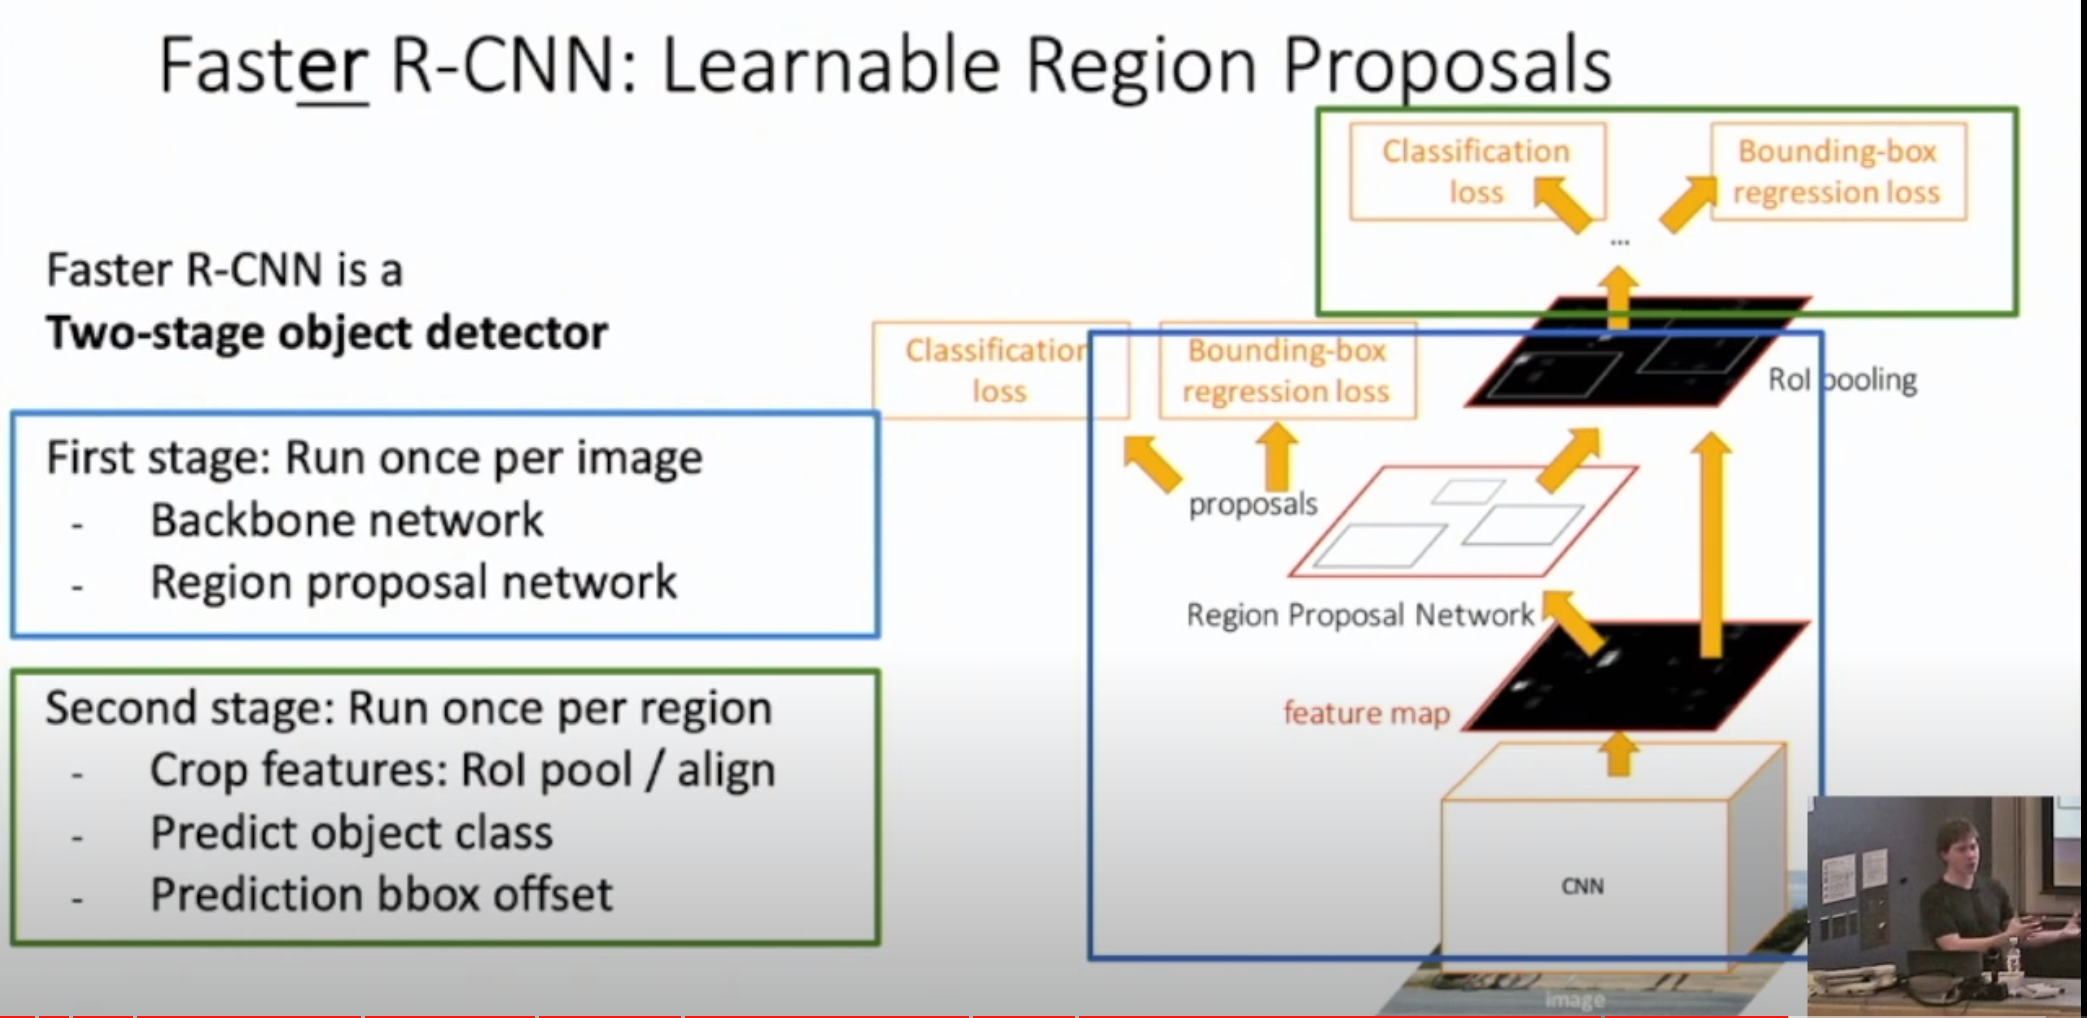 Faster R-CNN: Learnable Region Proposals
Faster R-CNN is a
Two-stage object detector
First stage: Run once per image
- Backbone network
- Region proposal network
Second stage: Run once per region
- Crop features: RoI pool / align
- Predict object class
- Prediction bbox offset
Classification
loss
Bounding-box
regression loss
...
Classification
loss
Bounding-box
regression loss
RoI pooling
proposals
Region Proposal Network
feature map
CNN
image